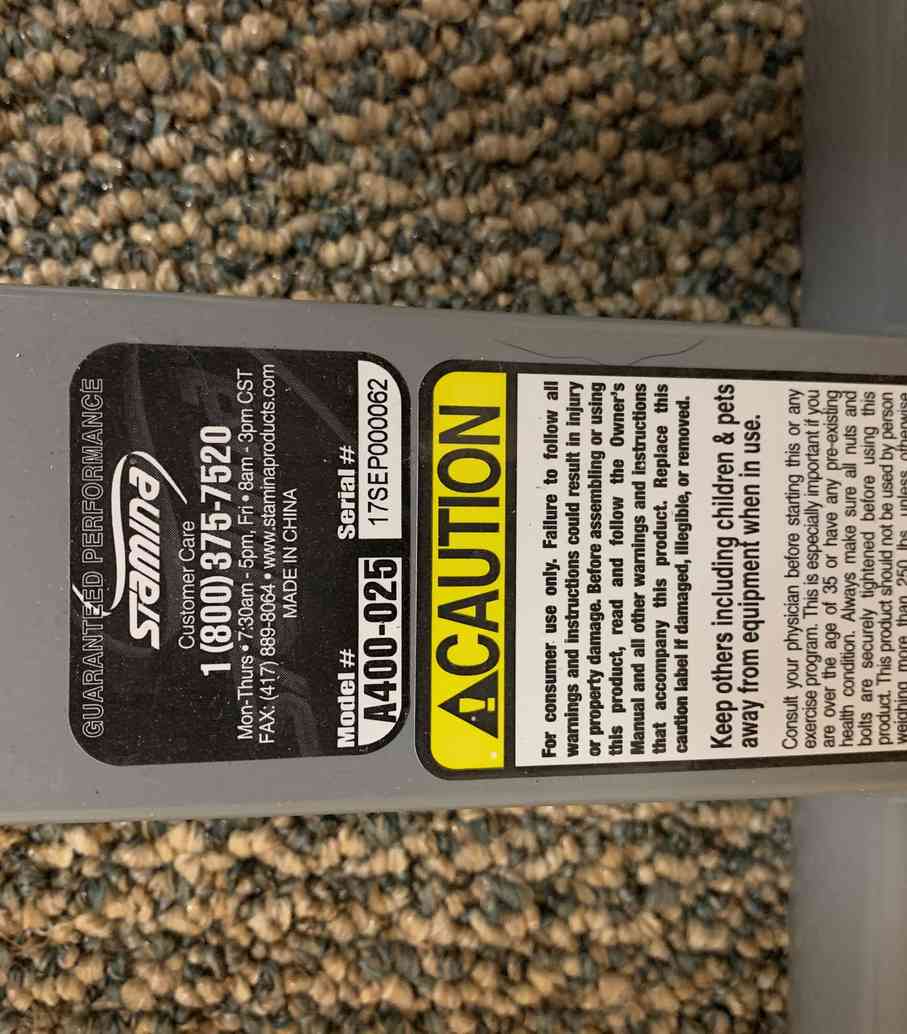 GUARANTEED PERFORMANCE
Stamina
Customer Care
1(800)375-7520
Mon-Thurs • 7:30am - 5pm, Fri • 8am - 3pm CST
FAX: (417) 889-8064 • www.staminaproducts.com
MADE IN CHINA
Model # Serial #
A400-025 17SEP000062
CAUTION
For consumer use only. Failure to follow all
warnings and instructions could result in injury
or property damage. Before assembling or using
this product, read and follow the Owner's
Manual and all other warnings and instructions
that accompany this product. Replace this
caution label if damaged, illegible, or removed.
Keep others including children & pets
away from equipment when in use.
Consult your physician before starting this or any
exercise program. This is especially important if you
are over the age of 35 or have any pre-existing
health condition. Always make sure all nuts and
bolts are securely tightened before using this
product. This product should not be used by person
weighing more than 250 lbs. unless otherwise